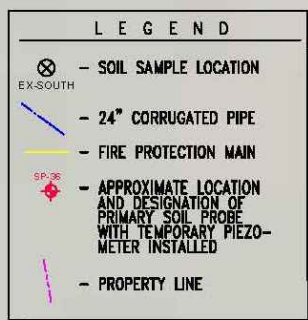 LEGEND
- SOIL SAMPLE LOCATION
EX-SOUTH
- 24" CORRUGATED PIPE
- FIRE PROTECTION MAIN
SP-36
- APPROXIMATE LOCATION
AND DESIGNATION OF
PRIMARY SOIL PROBE
WITH TEMPORARY PIEZO-
METER INSTALLED
- PROPERTY LINE